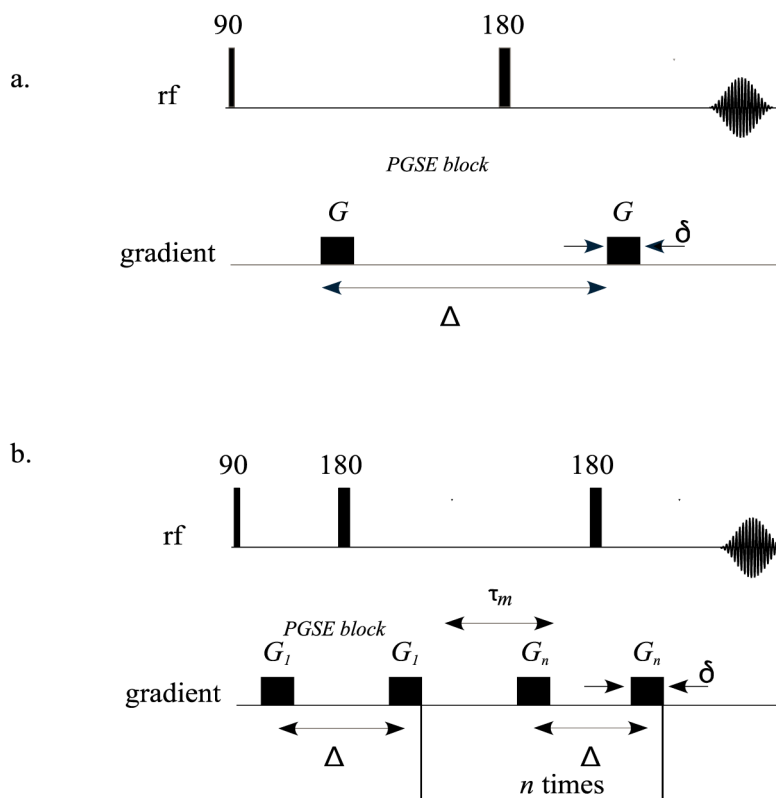 a.
90 180
rf
PGSE block
G G δ
gradient
Δ
b.
90 180 180
rf
τm
PGSE block
G1 G1 Gn Gn δ
gradient
Δ Δ
n times